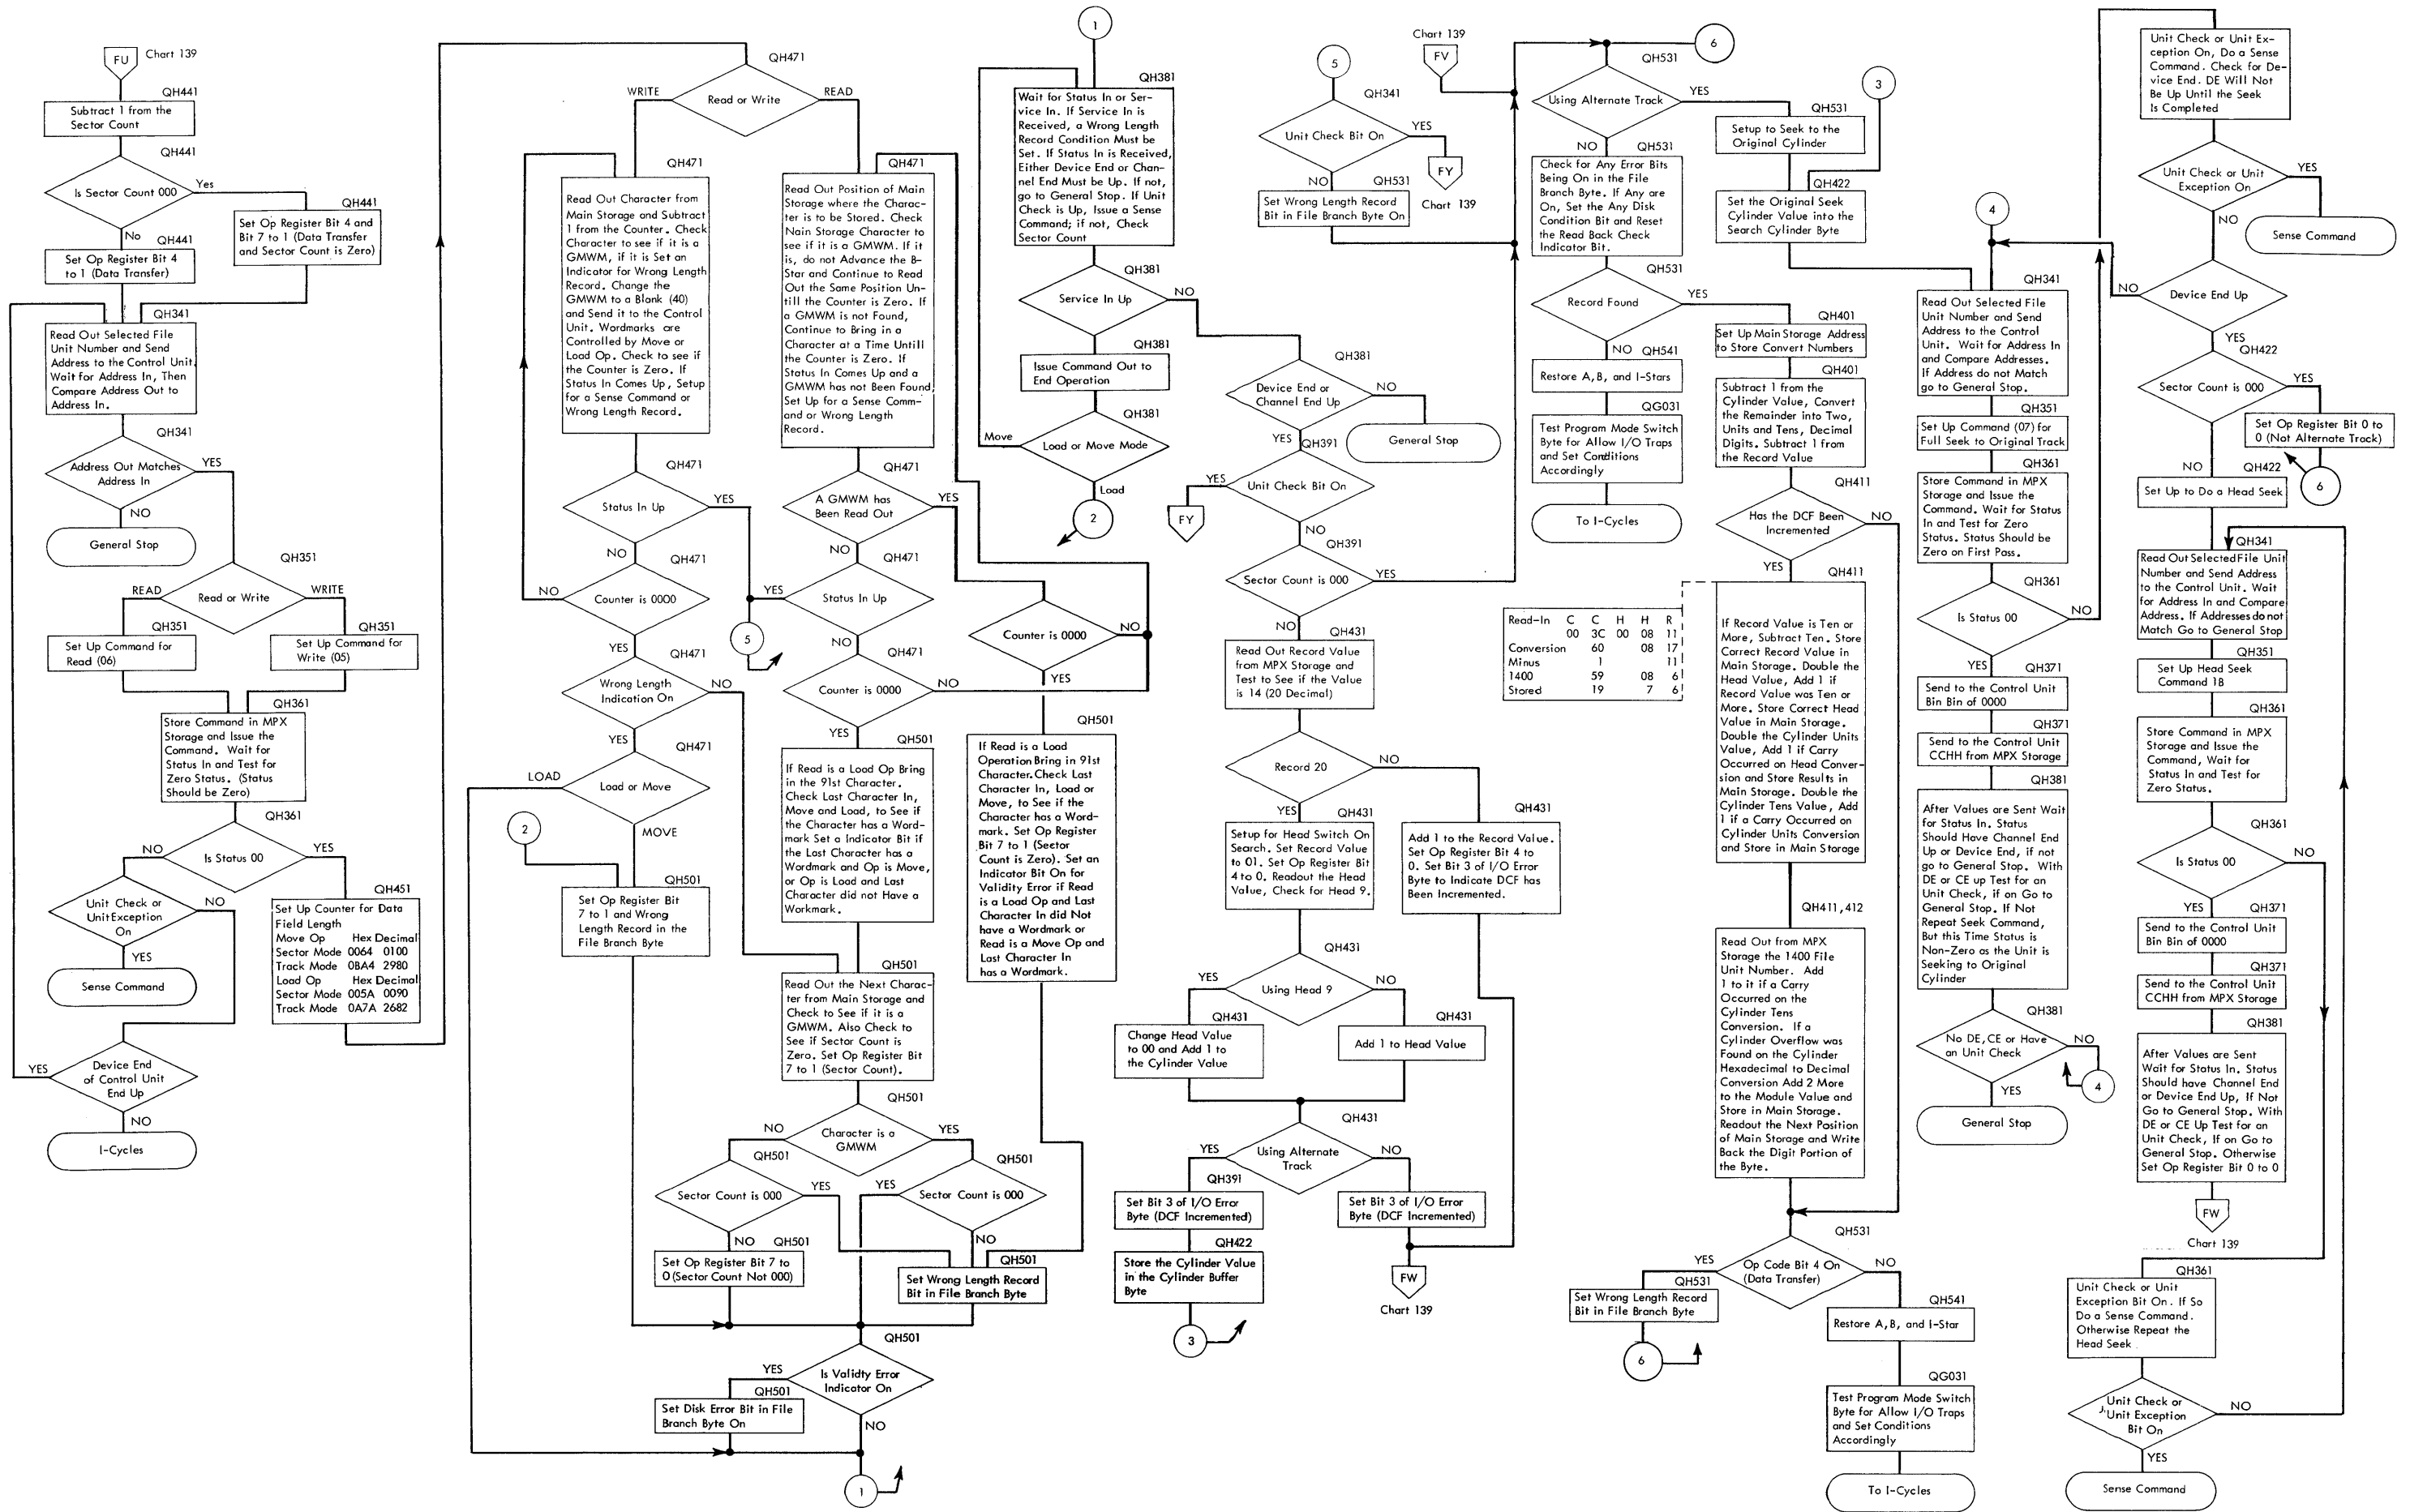 FU
Chart 139
QH441
Subtract 1 from the
Sector Count
QH441
Is Sector Count 000
Yes
No
QH441
Set Op Register Bit 4 and
Bit 7 to 1 (Data Transfer
and Sector Count is Zero)
QH441
Set Op Register Bit 4
to 1 (Data Transfer)
QH341
Read Out Selected File
Unit Number and Send
Address to the Control Unit.
Wait for Address In, Then
Compare Address Out to
Address In.
QH341
Address Out Matches
Address In
YES
NO
General Stop
QH351
Read or Write
READ
WRITE
QH351
Set Up Command for
Read (06)
QH351
Set Up Command for
Write (05)
QH361
Store Command in MPX
Storage and Issue the
Command. Wait for
Status In and Test for
Zero Status. (Status
Should be Zero)
QH361
Is Status 00
NO
YES
Unit Check or
Unit Exception
On
NO
YES
Sense Command
QH451
Set Up Counter for Data
Field Length
Move Op Hex Decimal
Sector Mode 0064 0100
Track Mode 0BA4 2980
Load Op Hex Decimal
Sector Mode 005A 0090
Track Mode 0A7A 2682
Device End
of Control Unit
End Up
YES
NO
I-Cycles
QH471
Read or Write
WRITE
READ
QH471
Read Out Character from
Main Storage and Subtract
1 from the Counter. Check
Character to see if it is a
GMWM, if it is Set an
Indicator for Wrong Length
Record. Change the
GMWM to a Blank (40)
and Send it to the Control
Unit. Wordmarks are
Controlled by Move or
Load Op. Check to see if
the Counter is Zero. If
Status In Comes Up, Setup
for a Sense Command or
Wrong Length Record.
QH471
Status In Up
YES
NO
QH471
Counter is 0000
NO
YES
5
QH471
Wrong Length
Indication On
NO
YES
QH471
Load or Move
LOAD
MOVE
2
QH501
Set Op Register Bit
7 to 1 and Wrong
Length Record in the
File Branch Byte
QH471
Read Out Position of Main
Storage where the Charac-
ter is to be Stored. Check
Nain Storage Character to
see if it is a GMWM. If it
is, do not Advance the B-
Star and Continue to Read
Out the Same Position Un-
till the Counter is Zero. If
a GMWM is not Found,
Continue to Bring in a
Character at a Time Untill
the Counter is Zero. If
Status In Comes Up and a
GMWM has not Been Found,
Set Up for a Sense Comm-
and or Wrong Length
Record.
QH471
A GMWM has
Been Read Out
YES
NO
QH471
Status In Up
YES
NO
Counter is 0000
NO
YES
QH471
Counter is 0000
NO
YES
QH501
If Read is a Load Op Bring
in the 91st Character.
Check Last Character In,
Move and Load, to See if
the Character has a Word-
mark Set a Indicator Bit if
the Last Character has a
Wordmark and Op is Move,
or Op is Load and Last
Character did not Have a
Workmark.
QH501
If Read is a Load
Operation Bring in 91st
Character. Check Last
Character In, Load or
Move, to See if the
Character has a Word-
mark. Set Op Register
Bit 7 to 1 (Sector
Count is Zero). Set an
Indicator Bit On for
Validity Error if Read
is a Load Op and Last
Character In did Not
have a Wordmark or
Read is a Move Op and
Last Character In
has a Wordmark.
QH501
Read Out the Next Charac-
ter from Main Storage and
Check to See if it is a
GMWM. Also Check to
See if Sector Count is
Zero. Set Op Register Bit
7 to 1 (Sector Count).
QH501
Character is a
GMWM
NO
YES
QH501
Sector Count is 000
YES
NO
QH501
Sector Count is 000
YES
NO
QH501
Set Op Register Bit 7 to
0 (Sector Count Not 000)
QH501
Set Wrong Length Record
Bit in File Branch Byte
QH501
Is Validty Error
Indicator On
YES
NO
QH501
Set Disk Error Bit in File
Branch Byte On
1
1
QH381
Wait for Status In or Ser-
vice In. If Service In is
Received, a Wrong Length
Record Condition Must be
Set. If Status In is Received,
Either Device End or Chan-
nel End Must be Up. If not,
go to General Stop. If Unit
Check is Up, Issue a Sense
Command; if not, Check
Sector Count
QH381
Service In Up
NO
QH381
Issue Command Out to
End Operation
QH381
Load or Move Mode
Move
Load
2
QH381
Device End or
Channel End Up
NO
YES
General Stop
QH391
Unit Check Bit On
YES
FY
NO
QH391
Sector Count is 000
YES
NO
QH431
Read Out Record Value
from MPX Storage and
Test to See if the Value
is 14 (20 Decimal)
Record 20
NO
YES
QH431
Setup for Head Switch On
Search. Set Record Value
to 01. Set Op Register Bit
4 to 0. Readout the Head
Value, Check for Head 9.
QH431
Add 1 to the Record Value.
Set Op Register Bit 4 to
0. Set Bit 3 of I/O Error
Byte to Indicate DCF has
Been Incremented.
QH431
Using Head 9
YES
NO
QH431
Change Head Value
to 00 and Add 1 to
the Cylinder Value
QH431
Add 1 to Head Value
QH431
Using Alternate
Track
YES
NO
QH391
Set Bit 3 of I/O Error
Byte (DCF Incremented)
Set Bit 3 of I/O Error
Byte (DCF Incremented)
QH422
Store the Cylinder Value
in the Cylinder Buffer
Byte
3
FW
Chart 139
5
QH341
Unit Check Bit On
YES
FY
Chart 139
NO
QH531
Set Wrong Length Record
Bit in File Branch Byte On
Chart 139
FV
6
QH531
Using Alternate Track
YES
NO
QH531
Setup to Seek to the
Original Cylinder
3
QH531
Check for Any Error Bits
Being On in the File
Branch Byte. If Any are
On, Set the Any Disk
Condition Bit and Reset
the Read Back Check
Indicator Bit.
QH422
Set the Original Seek
Cylinder Value into the
Search Cylinder Byte
QH531
Record Found
YES
NO
QH541
Restore A,B, and I-Stars
QG031
Test Program Mode Switch
Byte for Allow I/O Traps
and Set Conditions
Accordingly
To I-Cycles
QH401
Set Up Main Storage Address
to Store Convert Numbers
QH401
Subtract 1 from the
Cylinder Value, Convert
the Remainder into Two,
Units and Tens, Decimal
Digits. Subtract 1 from
the Record Value
QH411
Has the DCF Been
Incremented
NO
YES
QH411
Read-In C C H H R
00 3C 00 08 11
Conversion 60 08 17
Minus 1 11
1400 59 08 6
Stored 19 7 6
If Record Value is Ten or
More, Subtract Ten. Store
Correct Record Value in
Main Storage. Double the
Head Value, Add 1 if
Record Value was Ten or
More. Store Correct Head
Value in Main Storage.
Double the Cylinder Units
Value, Add 1 if Carry
Occurred on Head Conver-
sion and Store Results in
Main Storage. Double the
Cylinder Tens Value, Add
1 if a Carry Occurred on
Cylinder Units Conversion
and Store in Main Storage
QH411,412
Read Out from MPX
Storage the 1400 File
Unit Number. Add
1 to it if a Carry
Occurred on the
Cylinder Tens
Conversion. If a
Cylinder Overflow was
Found on the Cylinder
Hexadecimal to Decimal
Conversion Add 2 More
to the Module Value and
Store in Main Storage.
Readout the Next Position
of Main Storage and Write
Back the Digit Portion of
the Byte.
QH531
Op Code Bit 4 On
(Data Transfer)
YES
NO
QH531
Set Wrong Length Record
Bit in File Branch Byte
6
QH541
Restore A,B, and I-Star
QG031
Test Program Mode Switch
Byte for Allow I/O Traps
and Set Conditions
Accordingly
To I-Cycles
4
QH341
Read Out Selected File
Unit Number and Send
Address to the Control
Unit. Wait for Address In
and Compare Addresses.
If Address do not Match
go to General Stop.
QH351
Set Up Command (07) for
Full Seek to Original Track
QH361
Store Command in MPX
Storage and Issue the
Command. Wait for Status
In and Test for Zero
Status. Status Should be
Zero on First Pass.
QH361
Is Status 00
NO
YES
QH371
Send to the Control Unit
Bin Bin of 0000
QH371
Send to the Control Unit
CCHH from MPX Storage
QH381
After Values are Sent Wait
for Status In. Status
Should Have Channel End
Up or Device End, if not
go to General Stop. With
DE or CE up Test for an
Unit Check, if on Go to
General Stop. If Not
Repeat Seek Command,
But this Time Status is
Non-Zero as the Unit is
Seeking to Original
Cylinder
QH381
No DE,CE or Have
an Unit Check
NO
4
YES
General Stop
Unit Check or Unit Ex-
ception On, Do a Sense
Command. Check for De-
vice End. DE Will Not
Be Up Until the Seek
Is Completed
Unit Check or Unit
Exception On
YES
NO
Sense Command
Device End Up
NO
YES
QH422
Sector Count is 000
YES
NO
Set Op Register Bit 0 to
0 (Not Alternate Track)
6
QH422
Set Up to Do a Head Seek
QH341
Read Out Selected File Unit
Number and Send Address
to the Control Unit. Wait
for Address In and Compare
Address. If Addresses do not
Match Go to General Stop
QH351
Set Up Head Seek
Command 1B
QH361
Store Command in MPX
Storage and Issue the
Command, Wait for
Status In and Test for
Zero Status.
QH361
Is Status 00
NO
YES
QH371
Send to the Control Unit
Bin Bin of 0000
QH371
Send to the Control Unit
CCHH from MPX Storage
QH381
After Values are Sent
Wait for Status In. Status
Should have Channel End
or Device End Up, If Not
Go to General Stop. With
DE or CE Up Test for an
Unit Check, If on Go to
General Stop. Otherwise
Set Op Register Bit 0 to 0
FW
Chart 139
QH361
Unit Check or Unit
Exception Bit On. If So
Do a Sense Command.
Otherwise Repeat the
Head Seek
Unit Check or
Unit Exception
Bit On
NO
YES
Sense Command